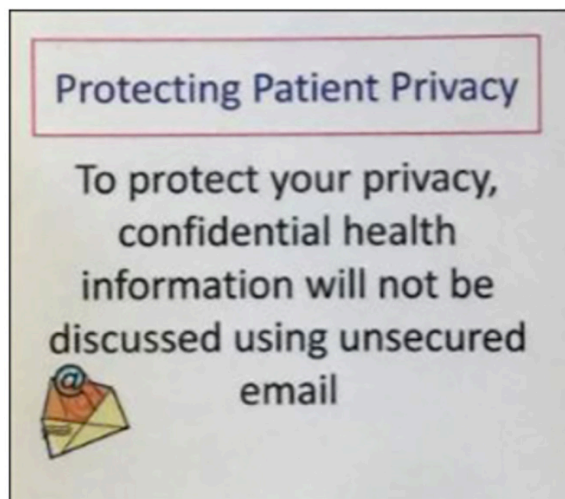 Protecting Patient Privacy
To protect your privacy,
confidential health
information will not be
discussed using unsecured
email
@